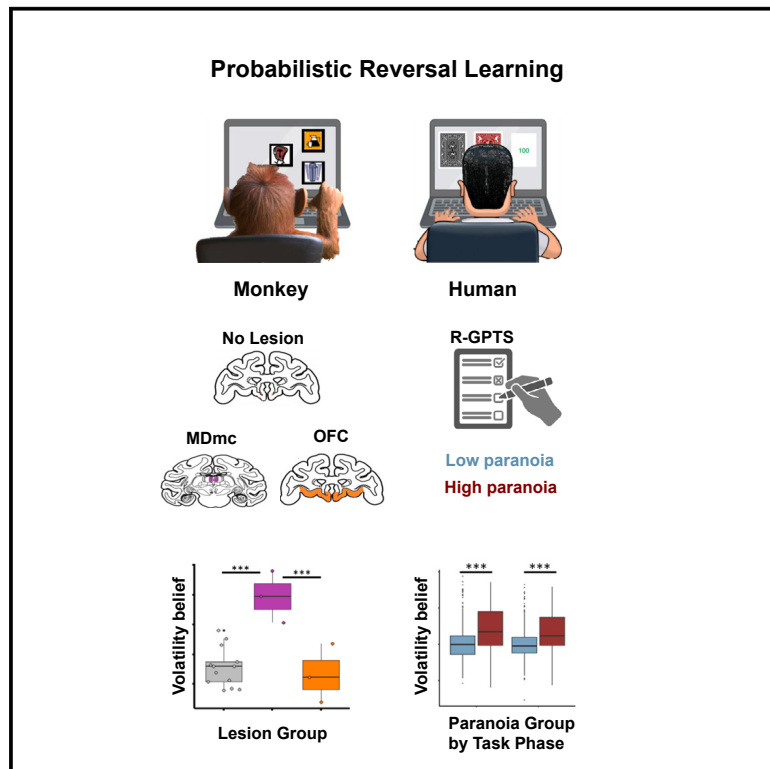 Probabilistic Reversal Learning
100
Monkey
Human
No Lesion
R-GPTS
MDmc
OFC
Low paranoia
High paranoia
Volatility belief
***
***
Lesion Group
Volatility belief
***
***
Paranoia Group
by Task Phase